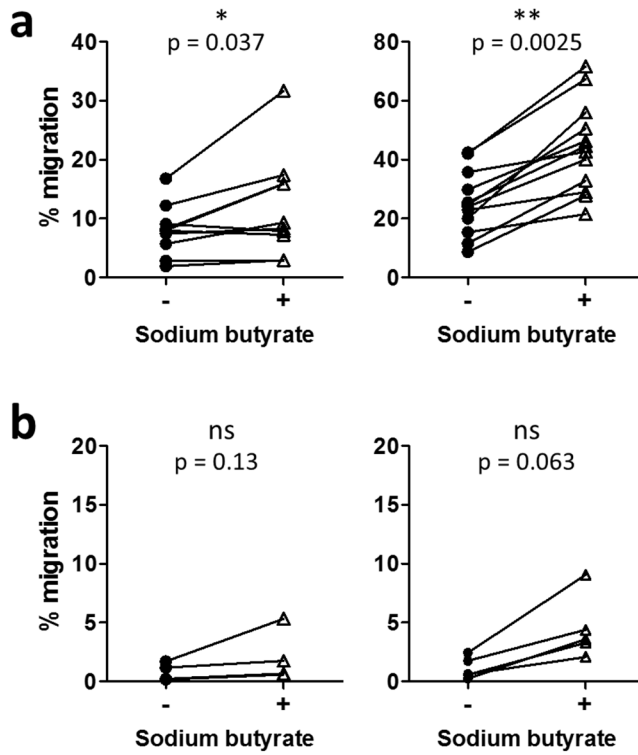 a
*
p = 0.037
% migration
40
30
20
10
0
- +
Sodium butyrate
**
p = 0.0025
80
60
40
20
0
- +
Sodium butyrate
b
ns
p = 0.13
% migration
20
15
10
5
0
- +
Sodium butyrate
ns
p = 0.063
20
15
10
5
0
- +
Sodium butyrate